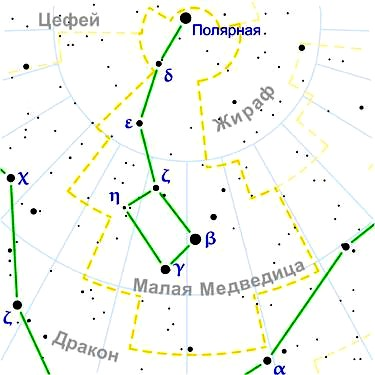 Цефей
Полярная
δ
Жираф
ε
χ
ζ
η
β
γ
Малая Медведица
ζ
Дракон
α